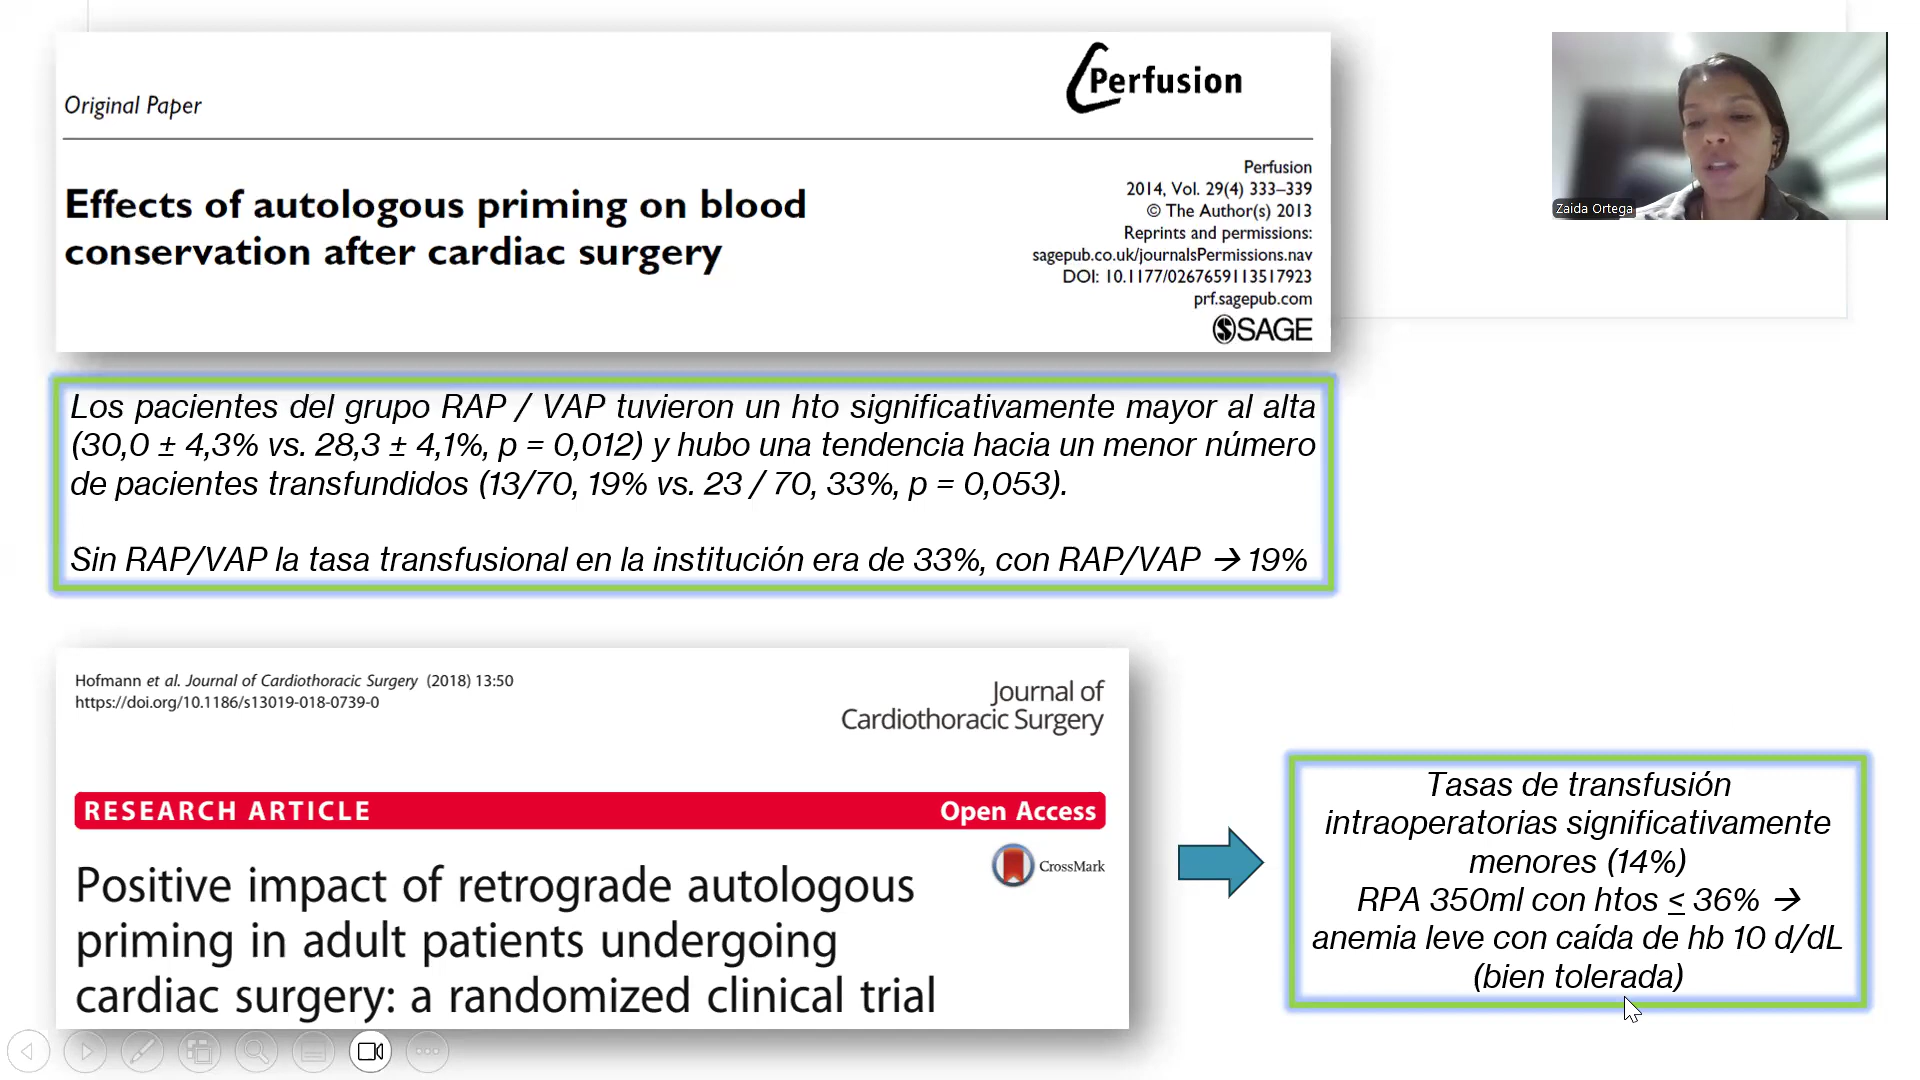 Original Paper
Perfusion
Effects of autologous priming on blood
conservation after cardiac surgery
Perfusion
2014, Vol. 29(4) 333–339
© The Author(s) 2013
Reprints and permissions:
sagepub.co.uk/journalsPermissions.nav
DOI: 10.1177/0267659113517923
prf.sagepub.com
SAGE
Zaida Ortega
Los pacientes del grupo RAP / VAP tuvieron un hto significativamente mayor al alta
(30,0 ± 4,3% vs. 28,3 ± 4,1%, p = 0,012) y hubo una tendencia hacia un menor número
de pacientes transfundidos (13/70, 19% vs. 23 / 70, 33%, p = 0,053).
Sin RAP/VAP la tasa transfusional en la institución era de 33%, con RAP/VAP → 19%
Hofmann et al. Journal of Cardiothoracic Surgery (2018) 13:50
https://doi.org/10.1186/s13019-018-0739-0
Journal of
Cardiothoracic Surgery
RESEARCH ARTICLE
Open Access
CrossMark
Positive impact of retrograde autologous
priming in adult patients undergoing
cardiac surgery: a randomized clinical trial
Tasas de transfusión
intraoperatorias significativamente
menores (14%)
RPA 350ml con htos ≤ 36% →
anemia leve con caída de hb 10 d/dL
(bien tolerada)